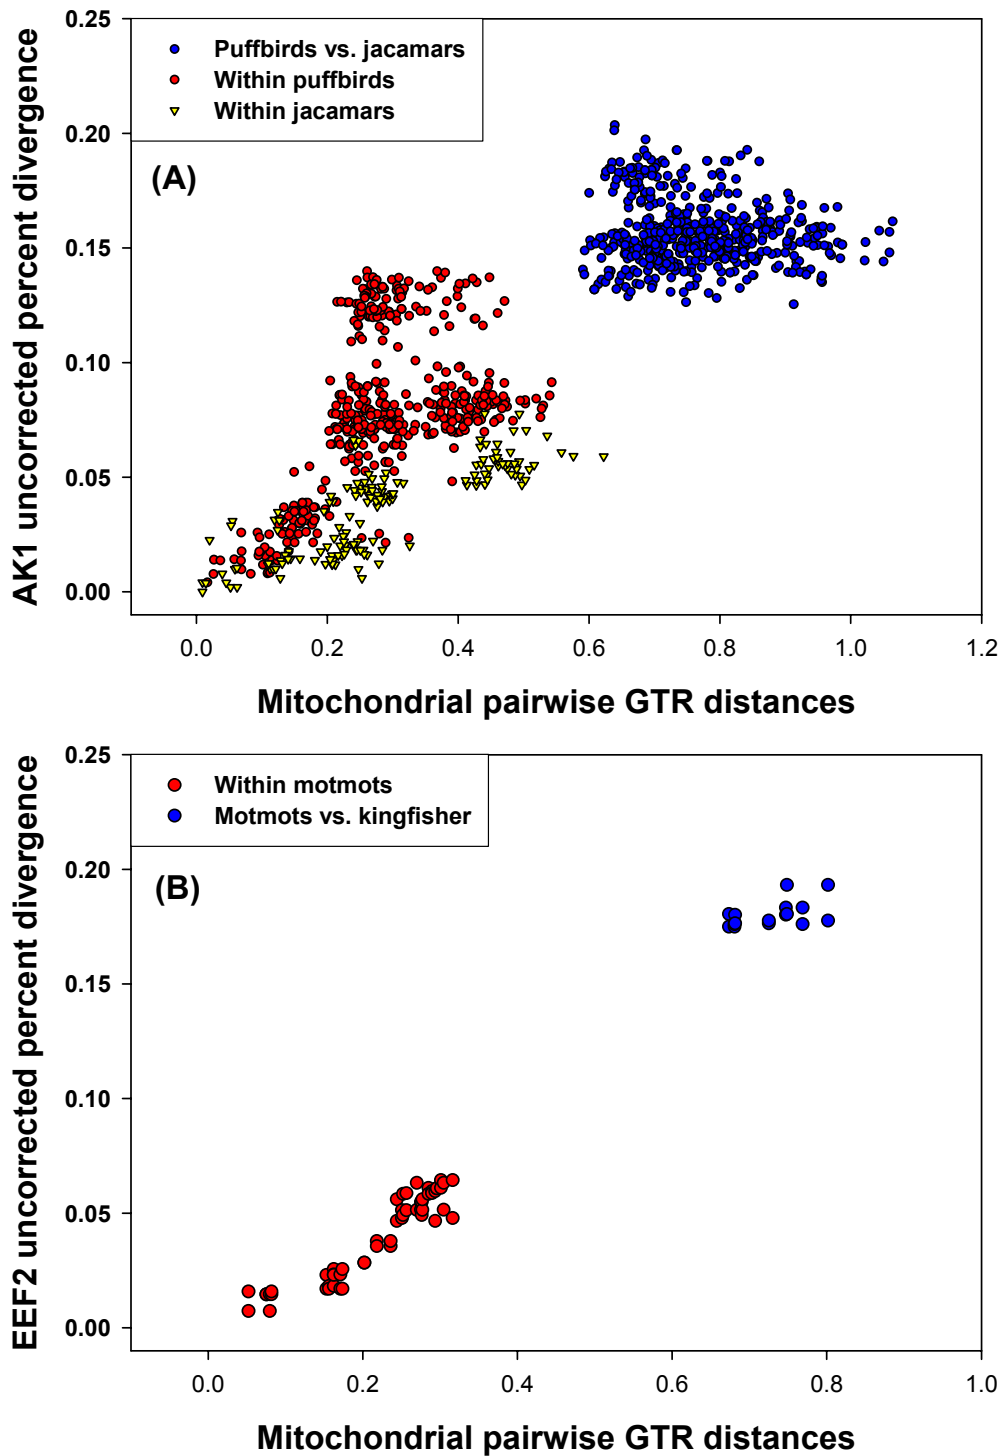 0.25
0.20
0.15
0.10
0.05
0.00
AK1 uncorrected percent divergence
Puffbirds vs. jacamars
Within puffbirds
Within jacamars
(A)
0.0 0.2 0.4 0.6 0.8 1.0 1.2
Mitochondrial pairwise GTR distances
0.25
0.20
0.15
0.10
0.05
0.00
EEF2 uncorrected percent divergence
Within motmots
Motmots vs. kingfisher
(B)
0.0 0.2 0.4 0.6 0.8 1.0
Mitochondrial pairwise GTR distances